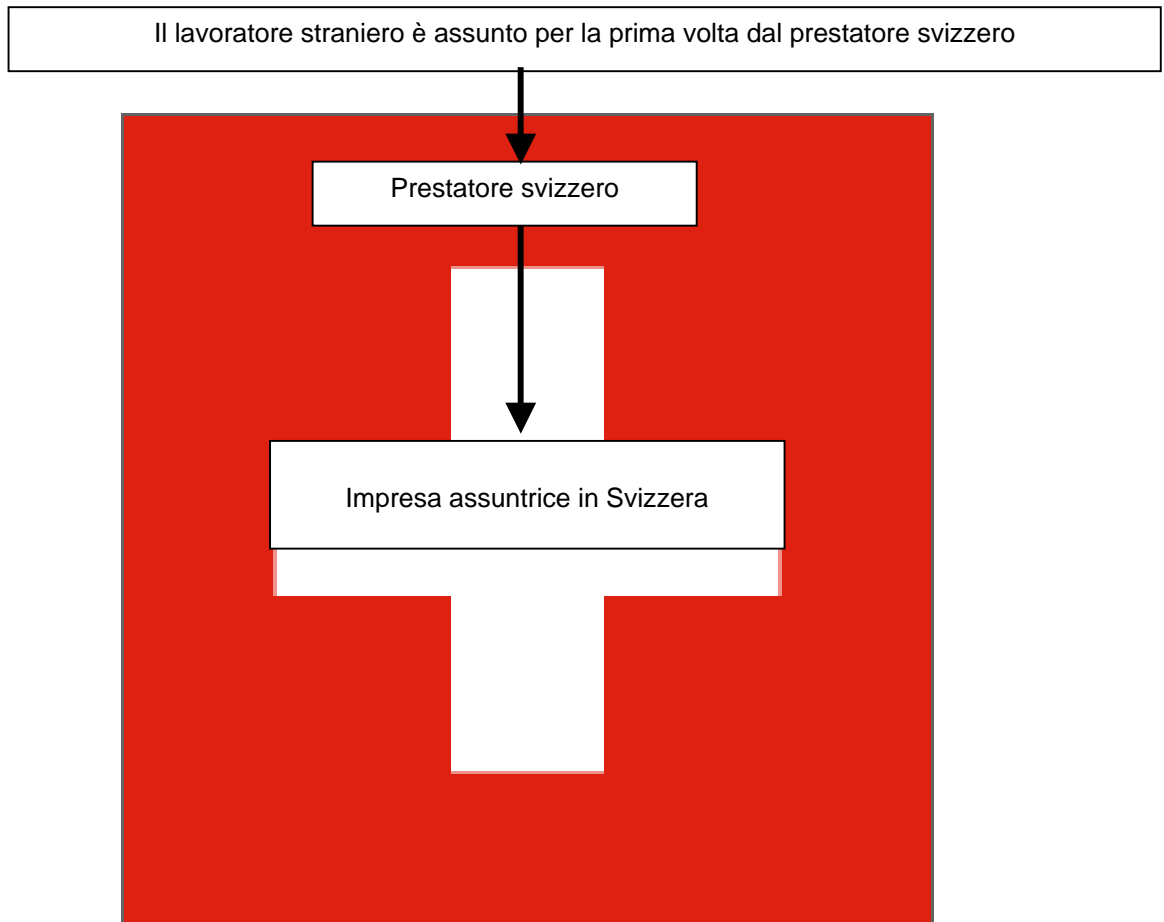 Il lavoratore straniero è assunto per la prima volta dal prestatore svizzero
Prestatore svizzero
Impresa assuntrice in Svizzera